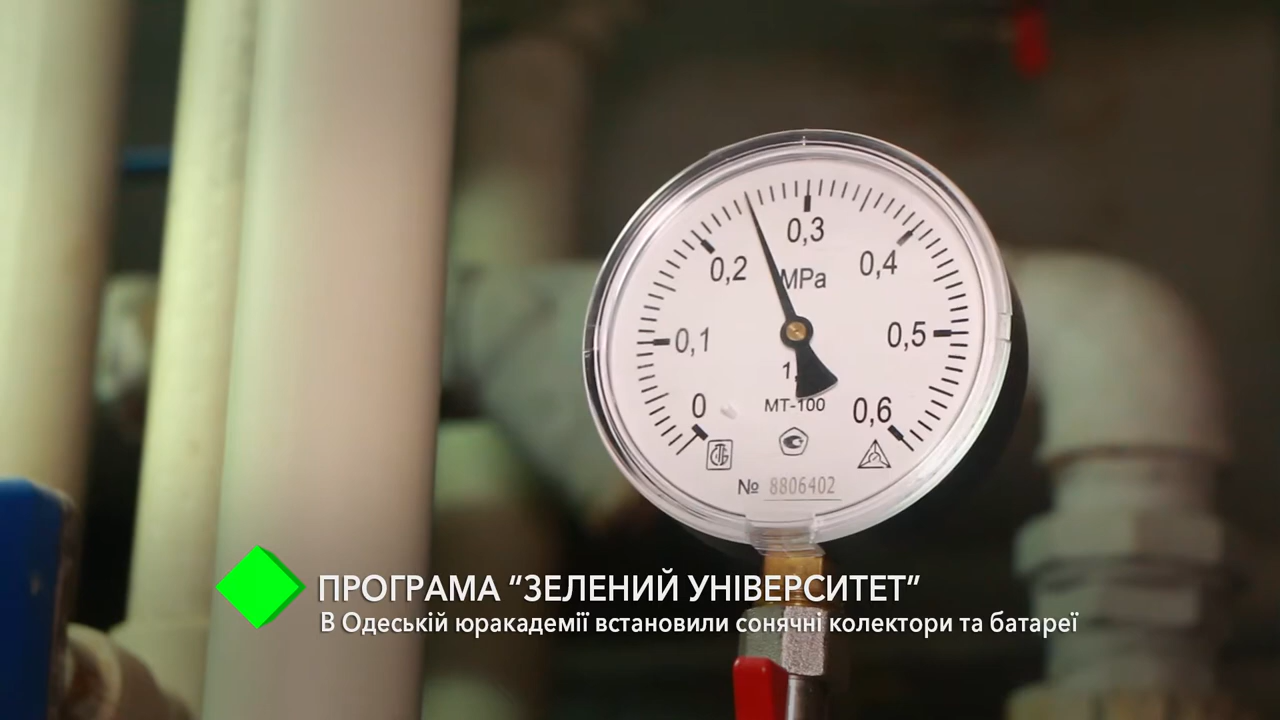 0,3
0,2
0,4
MPa
0,1
0,5
1,
0
МТ-100
0,6
№ 8806402
ПРОГРАМА “ЗЕЛЕНИЙ УНІВЕРСИТЕТ”
В Одеській юракадемії встановили сонячні колектори та батареї